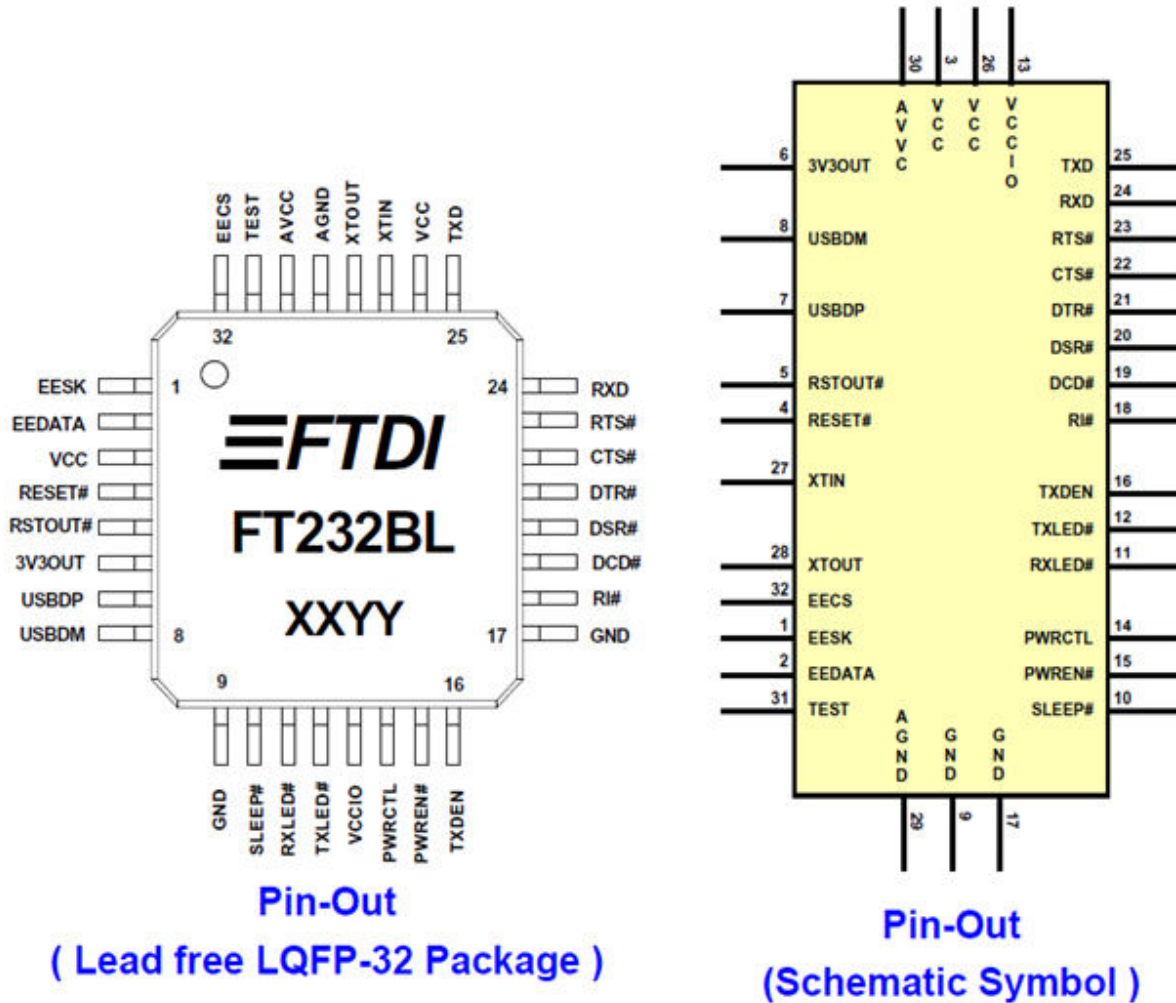 EECS
TEST
AVCC
AGND
XTOUT
XTIN
VCC
TXD
32
25
EESK
1
24
RXD
EEDATA
RTS#
VCC
CTS#
RESET#
DTR#
RSTOUT#
DSR#
3V3OUT
DCD#
USBDP
RI#
USBDM
8
17
GND
FTDI
FT232BL
XXYY
9
16
GND
SLEEP#
RXLED#
TXLED#
VCCIO
PWRCTL
PWREN#
TXDEN
Pin-Out
( Lead free LQFP-32 Package )
30
3
26
13
AVVC
VCC
VCC
VCCIO
6
3V3OUT
TXD
25
RXD
24
8
USBDM
RTS#
23
CTS#
22
7
USBDP
DTR#
21
DSR#
20
5
RSTOUT#
DCD#
19
4
RESET#
RI#
18
27
XTIN
TXDEN
16
TXLED#
12
28
XTOUT
RXLED#
11
32
EECS
1
EESK
PWRCTL
14
2
EEDATA
PWREN#
15
31
TEST
SLEEP#
10
AGND
GND
GND
29
9
17
Pin-Out
(Schematic Symbol )